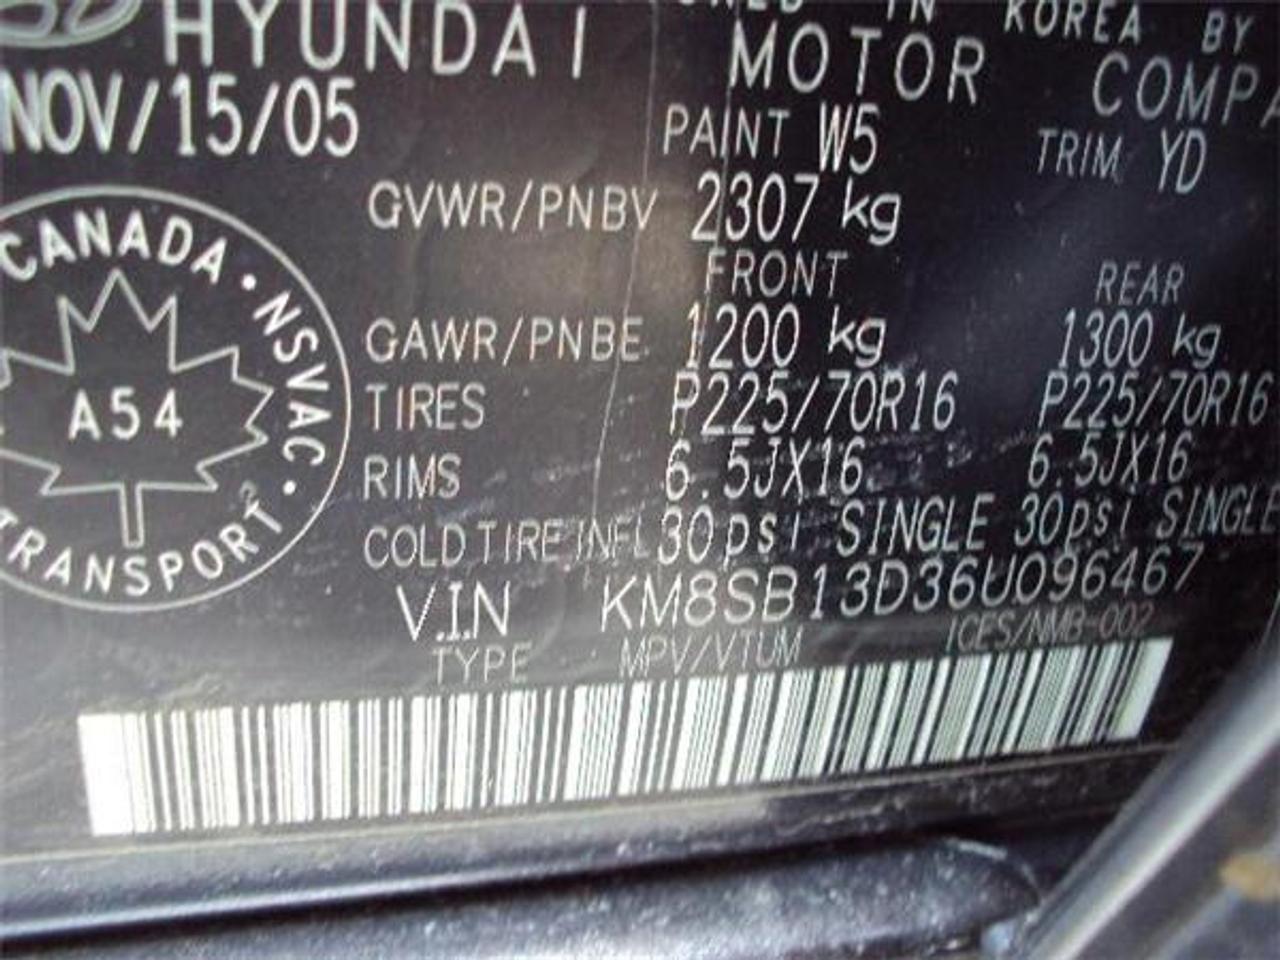 HYUNDAI MOTOR COMPA
IN KOREA BY
NOV/15/05 PAINT W5 TRIM YD
GVWR/PNBV 2307 kg
FRONT REAR
GAWR/PNBE 1200 kg 1300 kg
TIRES P225/70R16 P225/70R16
RIMS 6.5JX16 6.5JX16
COLD TIRE INFL 30psi SINGLE 30psi SINGLE
V.I.N KM8SB13D36U096467
TYPE MPV/VTUM ICES/NMB-002
CANADA · NSVAC ·
TRANSPORT
A54